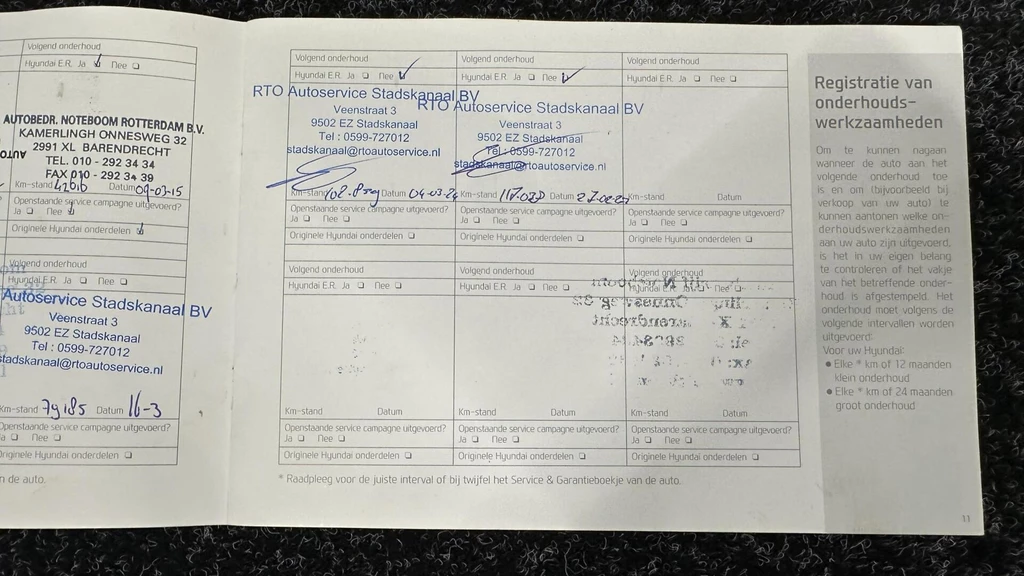 Volgend onderhoud
Hyundai E.R. Ja Nee
AUTOBEDR. NOTEBOOM ROTTERDAM B.V.
KAMERLINGH ONNESWEG 32
2991 XL BARENDRECHT
TEL. 010 - 292 34 34
FAX 010 - 292 34 39
Km-stand 42016 Datum 09-03-15
Openstaande service campagne uitgevoerd?
Ja Nee
Originele Hyundai onderdelen
Volgend onderhoud
Hyundai E.R. Ja Nee
Autoservice Stadskanaal BV
Veenstraat 3
9502 EZ Stadskanaal
Tel : 0599-727012
stadskanaal@rtoautoservice.nl
Km-stand 79185 Datum 16-3
Openstaande service campagne uitgevoerd?
Ja Nee
Originele Hyundai onderdelen
de auto.
Volgend onderhoud
Hyundai E.R. Ja Nee
RTO Autoservice Stadskanaal BV
Veenstraat 3
9502 EZ Stadskanaal
Tel : 0599-727012
stadskanaal@rtoautoservice.nl
Km-stand Datum
Openstaande service campagne uitgevoerd?
Ja Nee
Originele Hyundai onderdelen
Volgend onderhoud
Hyundai E.R. Ja Nee
RTO Autoservice Stadskanaal BV
Veenstraat 3
9502 EZ Stadskanaal
Tel : 0599-727012
stadskanaal@rtoautoservice.nl
Km-stand Datum
Openstaande service campagne uitgevoerd?
Ja Nee
Originele Hyundai onderdelen
Volgend onderhoud
Hyundai E.R. Ja Nee
Km-stand Datum
Openstaande service campagne uitgevoerd?
Ja Nee
Originele Hyundai onderdelen
Volgend onderhoud
Hyundai E.R. Ja Nee
Km-stand Datum
Openstaande service campagne uitgevoerd?
Ja Nee
Originele Hyundai onderdelen
Volgend onderhoud
Hyundai E.R. Ja Nee
Km-stand Datum
Openstaande service campagne uitgevoerd?
Ja Nee
Originele Hyundai onderdelen
Volgend onderhoud
Hyundai E.R. Ja Nee
Km-stand Datum
Openstaande service campagne uitgevoerd?
Ja Nee
Originele Hyundai onderdelen
* Raadpleeg voor de juiste interval of bij twijfel het Service & Garantieboekje van de auto.
Registratie van
onderhouds-
werkzaamheden
Om te kunnen nagaan
wanneer de auto aan het
volgende onderhoud toe
is en om (bijvoorbeeld bij
verkoop van uw auto) te
kunnen aantonen welke on-
derhoudswerkzaamheden
aan uw auto zijn uitgevoerd,
is het in uw eigen belang
te controleren of het vakje
van het betreffende onder-
houd is afgestempeld. Het
onderhoud moet volgens de
volgende intervallen worden
uitgevoerd:
Voor uw Hyundai:
• Elke * km of 12 maanden
klein onderhoud
• Elke * km of 24 maanden
groot onderhoud
11